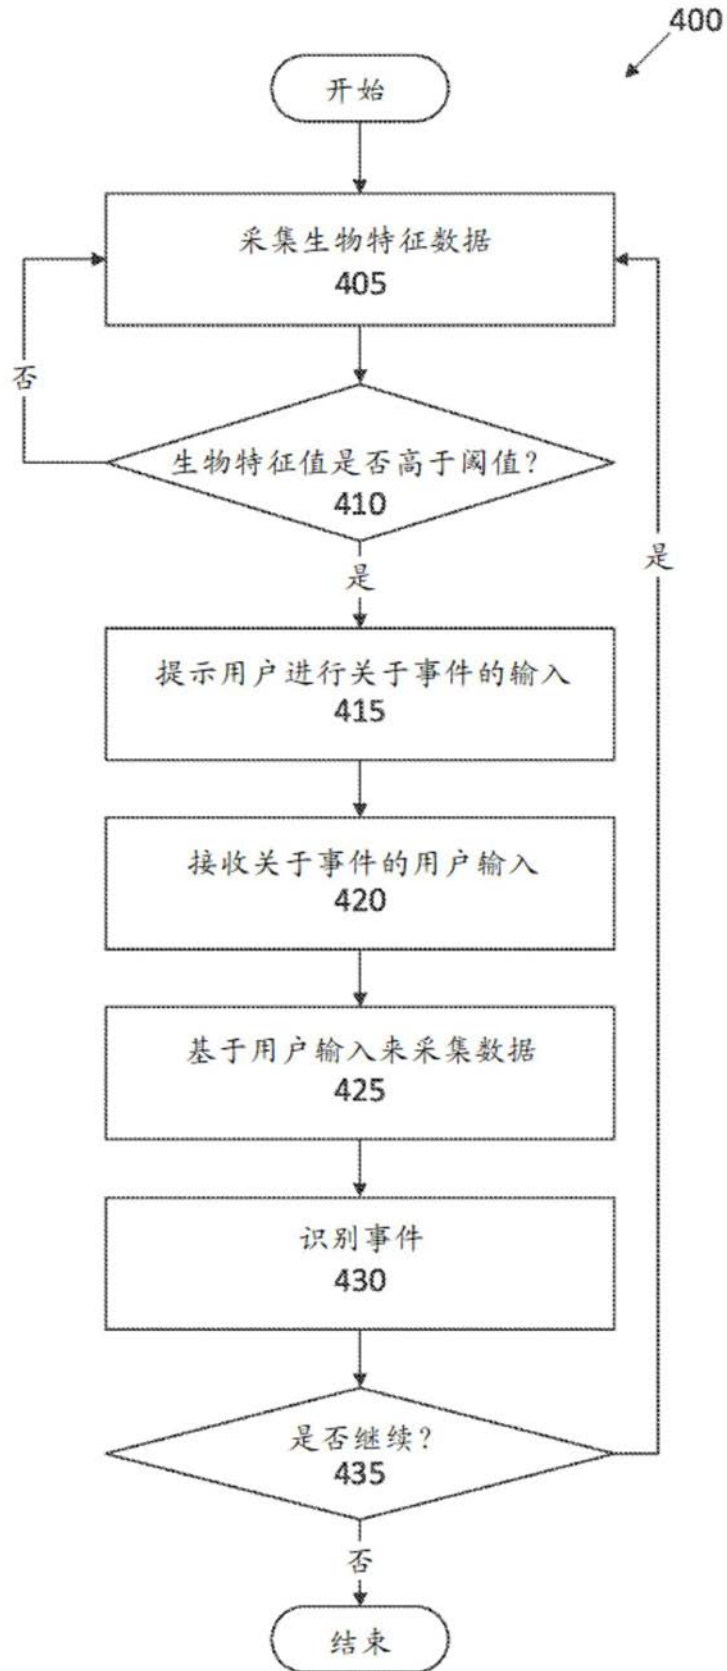 400
开始
采集生物特征数据
405
否
生物特征值是否高于阈值?
410
是
是
提示用户进行关于事件的输入
415
接收关于事件的用户输入
420
基于用户输入来采集数据
425
识别事件
430
是否继续?
435
否
结束